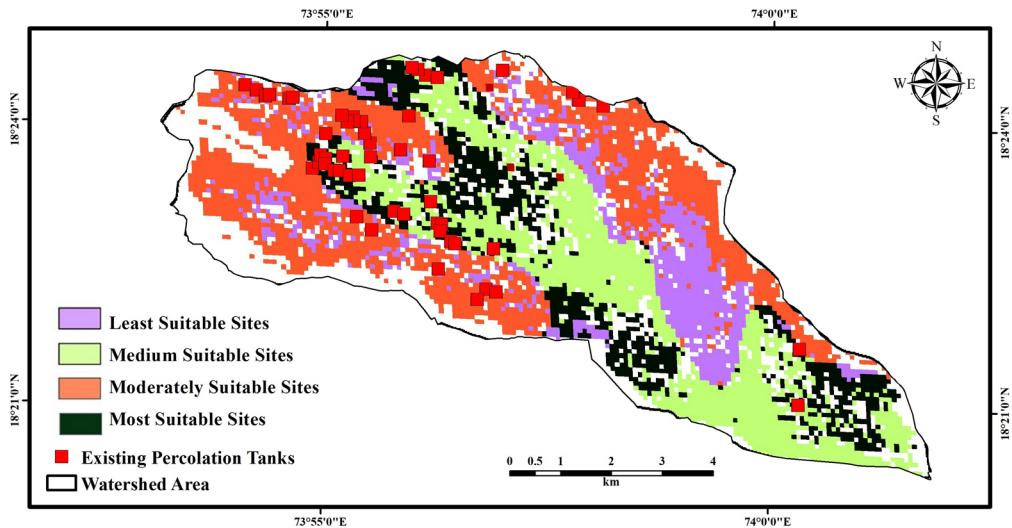 73°55'0"E 74°0'0"E
N
W E
S
18°24'0"N 18°24'0"N
Least Suitable Sites
Medium Suitable Sites
Moderately Suitable Sites
Most Suitable Sites
Existing Percolation Tanks
Watershed Area
0 0.5 1 2 3 4
km
18°21'0"N 18°21'0"N
73°55'0"E 74°0'0"E